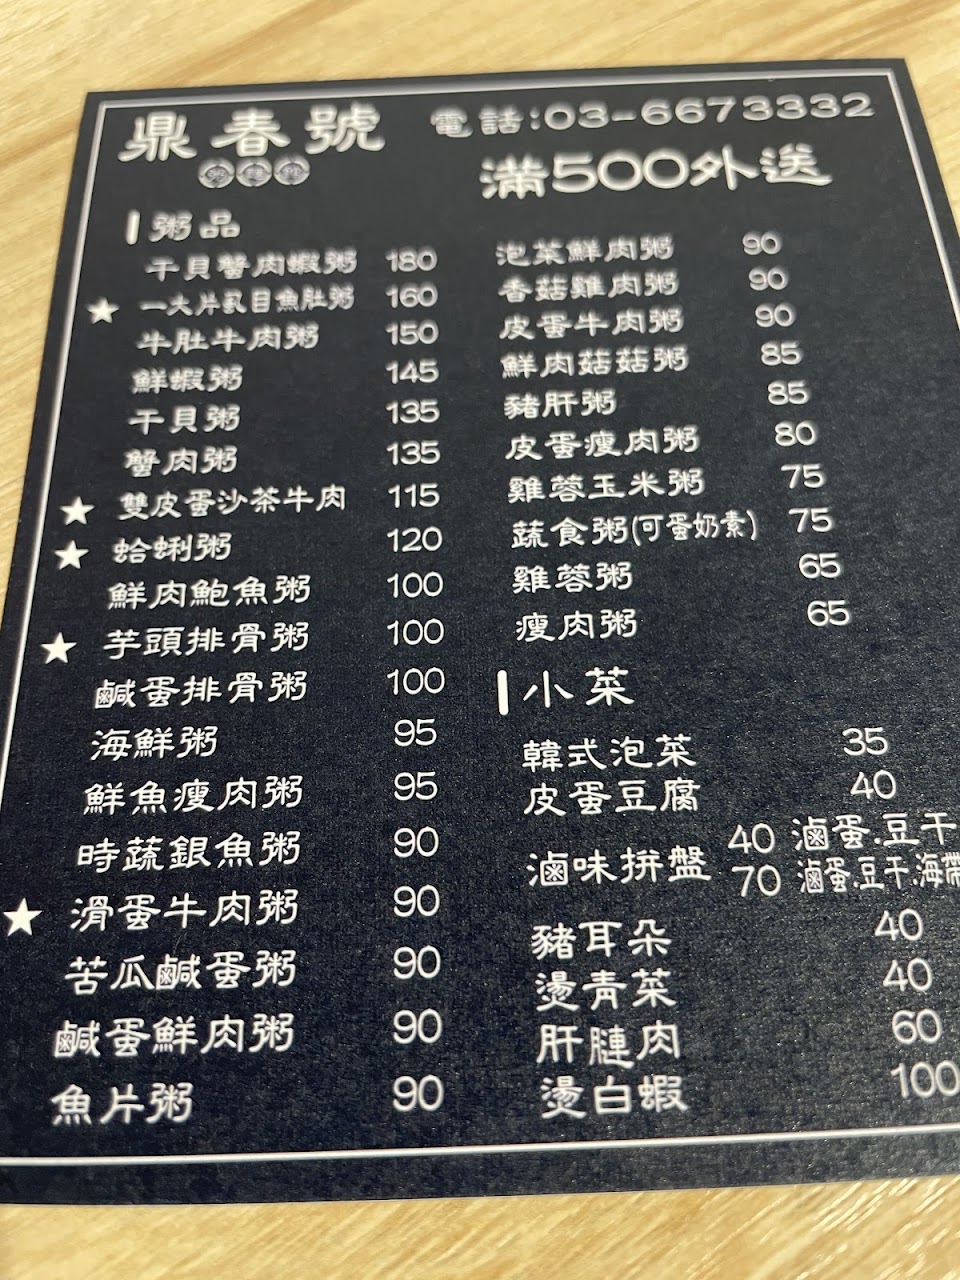 鼎春號
電話:03-6673332
滿500外送
粥品
干貝蟹肉蝦粥 180
★ 一大片虱目魚肚粥 160
牛肚牛肉粥 150
鮮蝦粥 145
干貝粥 135
蟹肉粥 135
★ 雙皮蛋沙茶牛肉 115
★ 蛤蜊粥 120
鮮肉鮑魚粥 100
★ 芋頭排骨粥 100
鹹蛋排骨粥 100
海鮮粥 95
鮮魚瘦肉粥 95
時蔬銀魚粥 90
★ 滑蛋牛肉粥 90
苦瓜鹹蛋粥 90
鹹蛋鮮肉粥 90
魚片粥 90
泡菜鮮肉粥 90
香菇雞肉粥 90
皮蛋牛肉粥 90
鮮肉菇菇粥 85
豬肝粥 85
皮蛋瘦肉粥 80
雞蓉玉米粥 75
蔬食粥(可蛋奶素) 75
雞蓉粥 65
瘦肉粥 65
小菜
韓式泡菜 35
皮蛋豆腐 40
滷味拼盤 40 滷蛋.豆干
70 滷蛋.豆干.海帶
豬耳朵 40
燙青菜 40
肝腱肉 60
燙白蝦 100